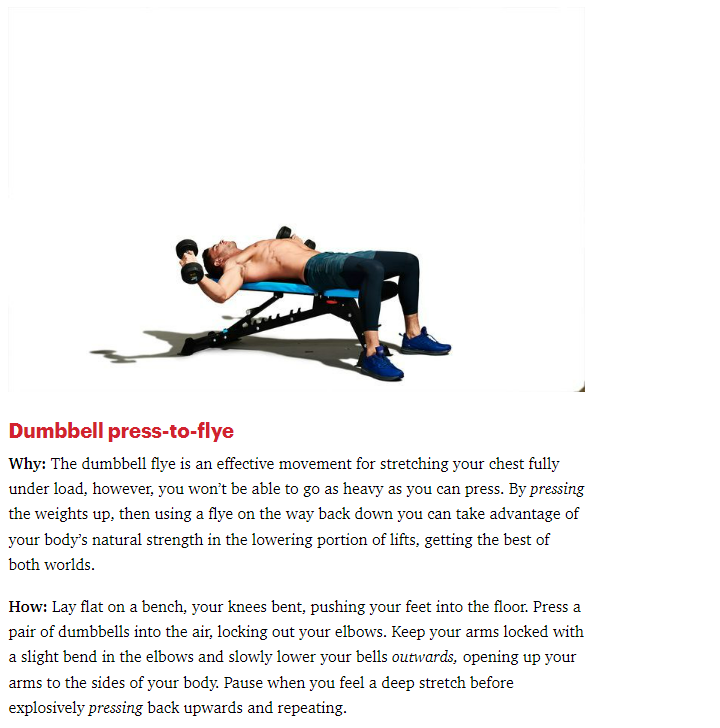 Dumbbell press-to-flye
Why: The dumbbell flye is an effective movement for stretching your chest fully
under load, however, you won’t be able to go as heavy as you can press. By pressing
the weights up, then using a flye on the way back down you can take advantage of
your body’s natural strength in the lowering portion of lifts, getting the best of
both worlds.
How: Lay flat on a bench, your knees bent, pushing your feet into the floor. Press a
pair of dumbbells into the air, locking out your elbows. Keep your arms locked with
a slight bend in the elbows and slowly lower your bells outwards, opening up your
arms to the sides of your body. Pause when you feel a deep stretch before
explosively pressing back upwards and repeating.